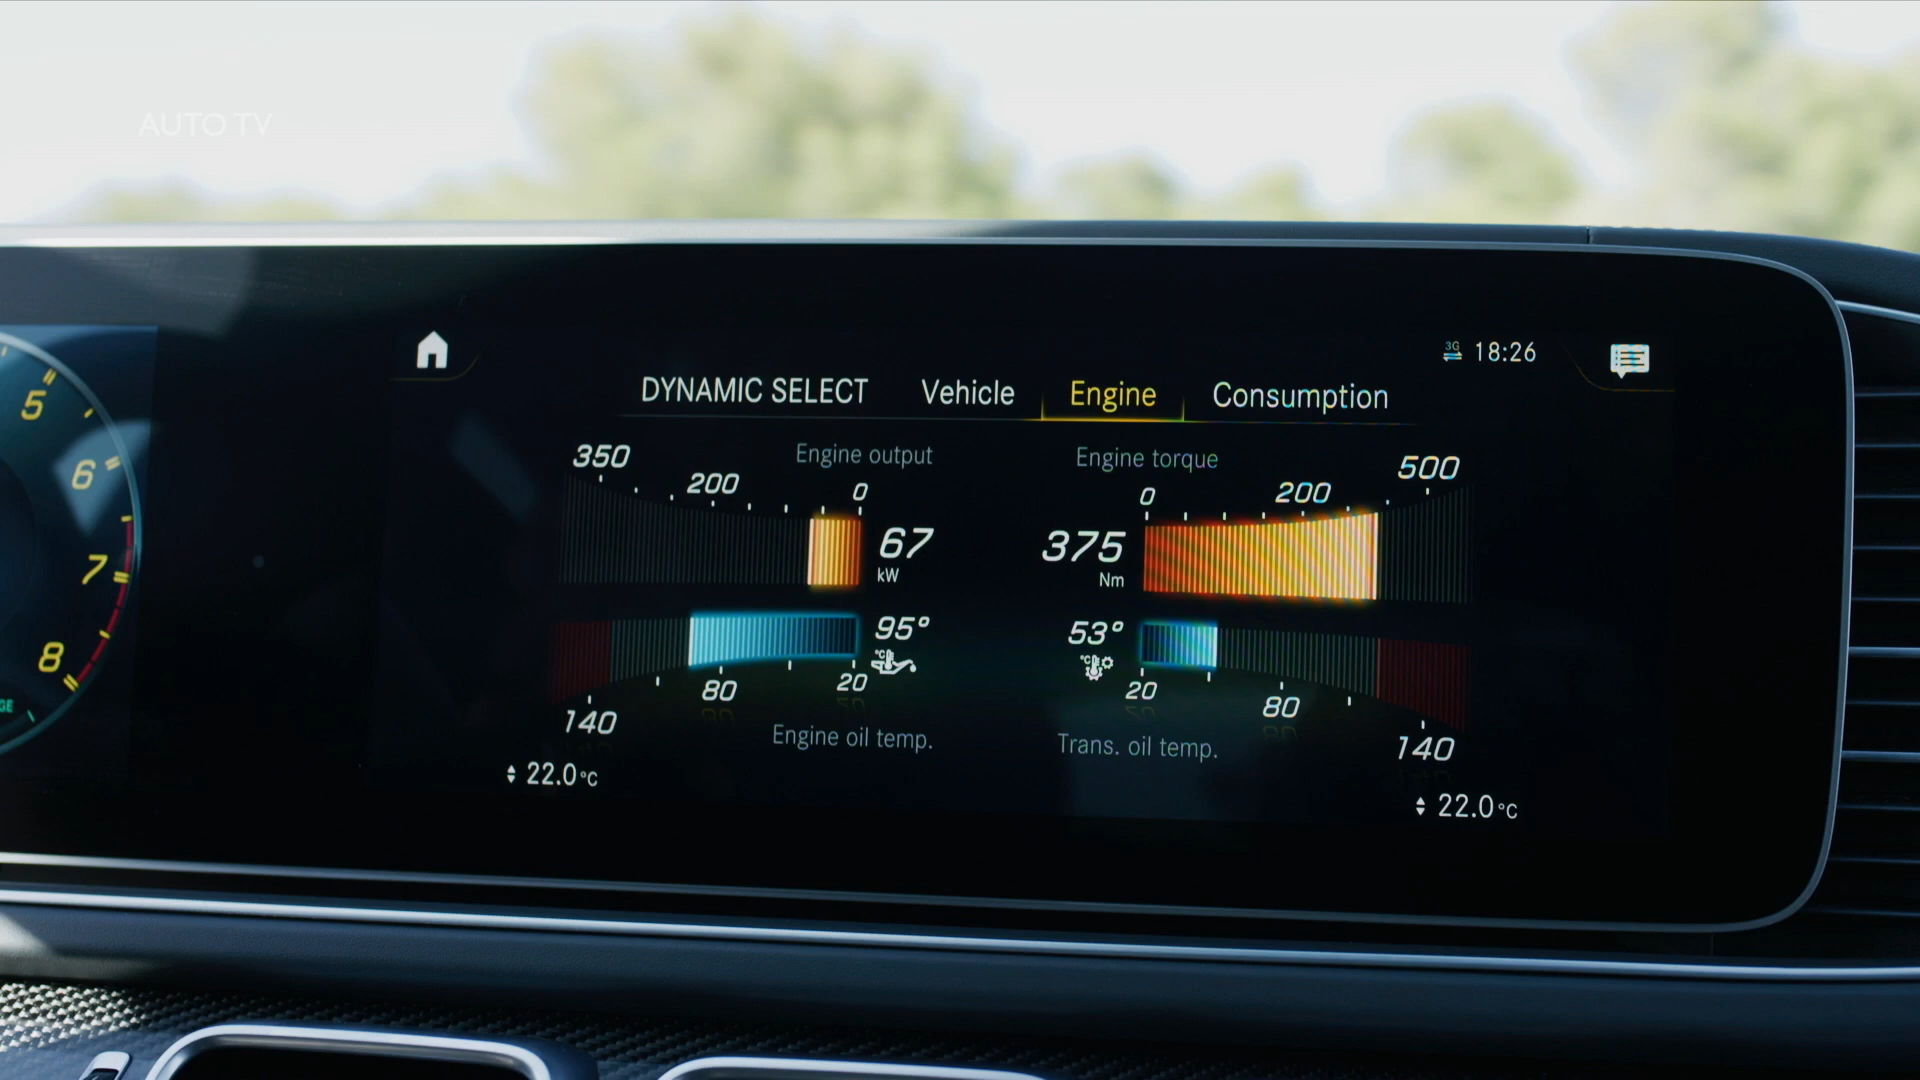 AUTO TV
3G 18:26
DYNAMIC SELECT Vehicle Engine Consumption
Engine output Engine torque
350 200 0 0 200 500
67 kW 375 Nm
95° 53°
°C °C
140 80 20 20 80 140
Engine oil temp. Trans. oil temp.
22.0°C 22.0°C
5
6
7
8